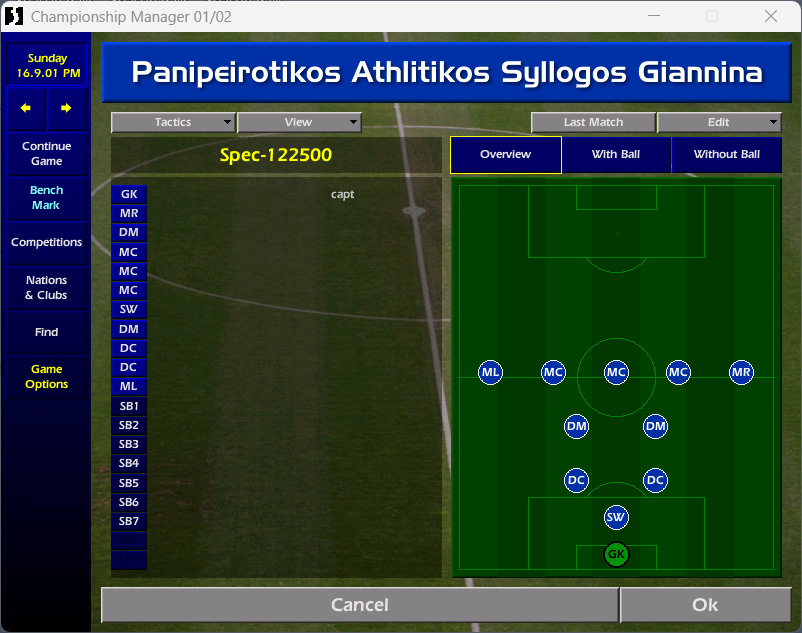 Championship Manager 01/02
Sunday
16.9.01 PM
Panipeirotikos Athlitikos Syllogos Giannina
Continue
Game
Bench
Mark
Competitions
Nations
& Clubs
Find
Game
Options
Tactics
View
Last Match
Edit
Spec-122500
Overview
With Ball
Without Ball
GK capt
MR
DM
MC
MC
MC
SW
DM
DC
DC
ML
SB1
SB2
SB3
SB4
SB5
SB6
SB7
ML MC MC MC MR
DM DM
DC DC
SW
GK
Cancel
Ok